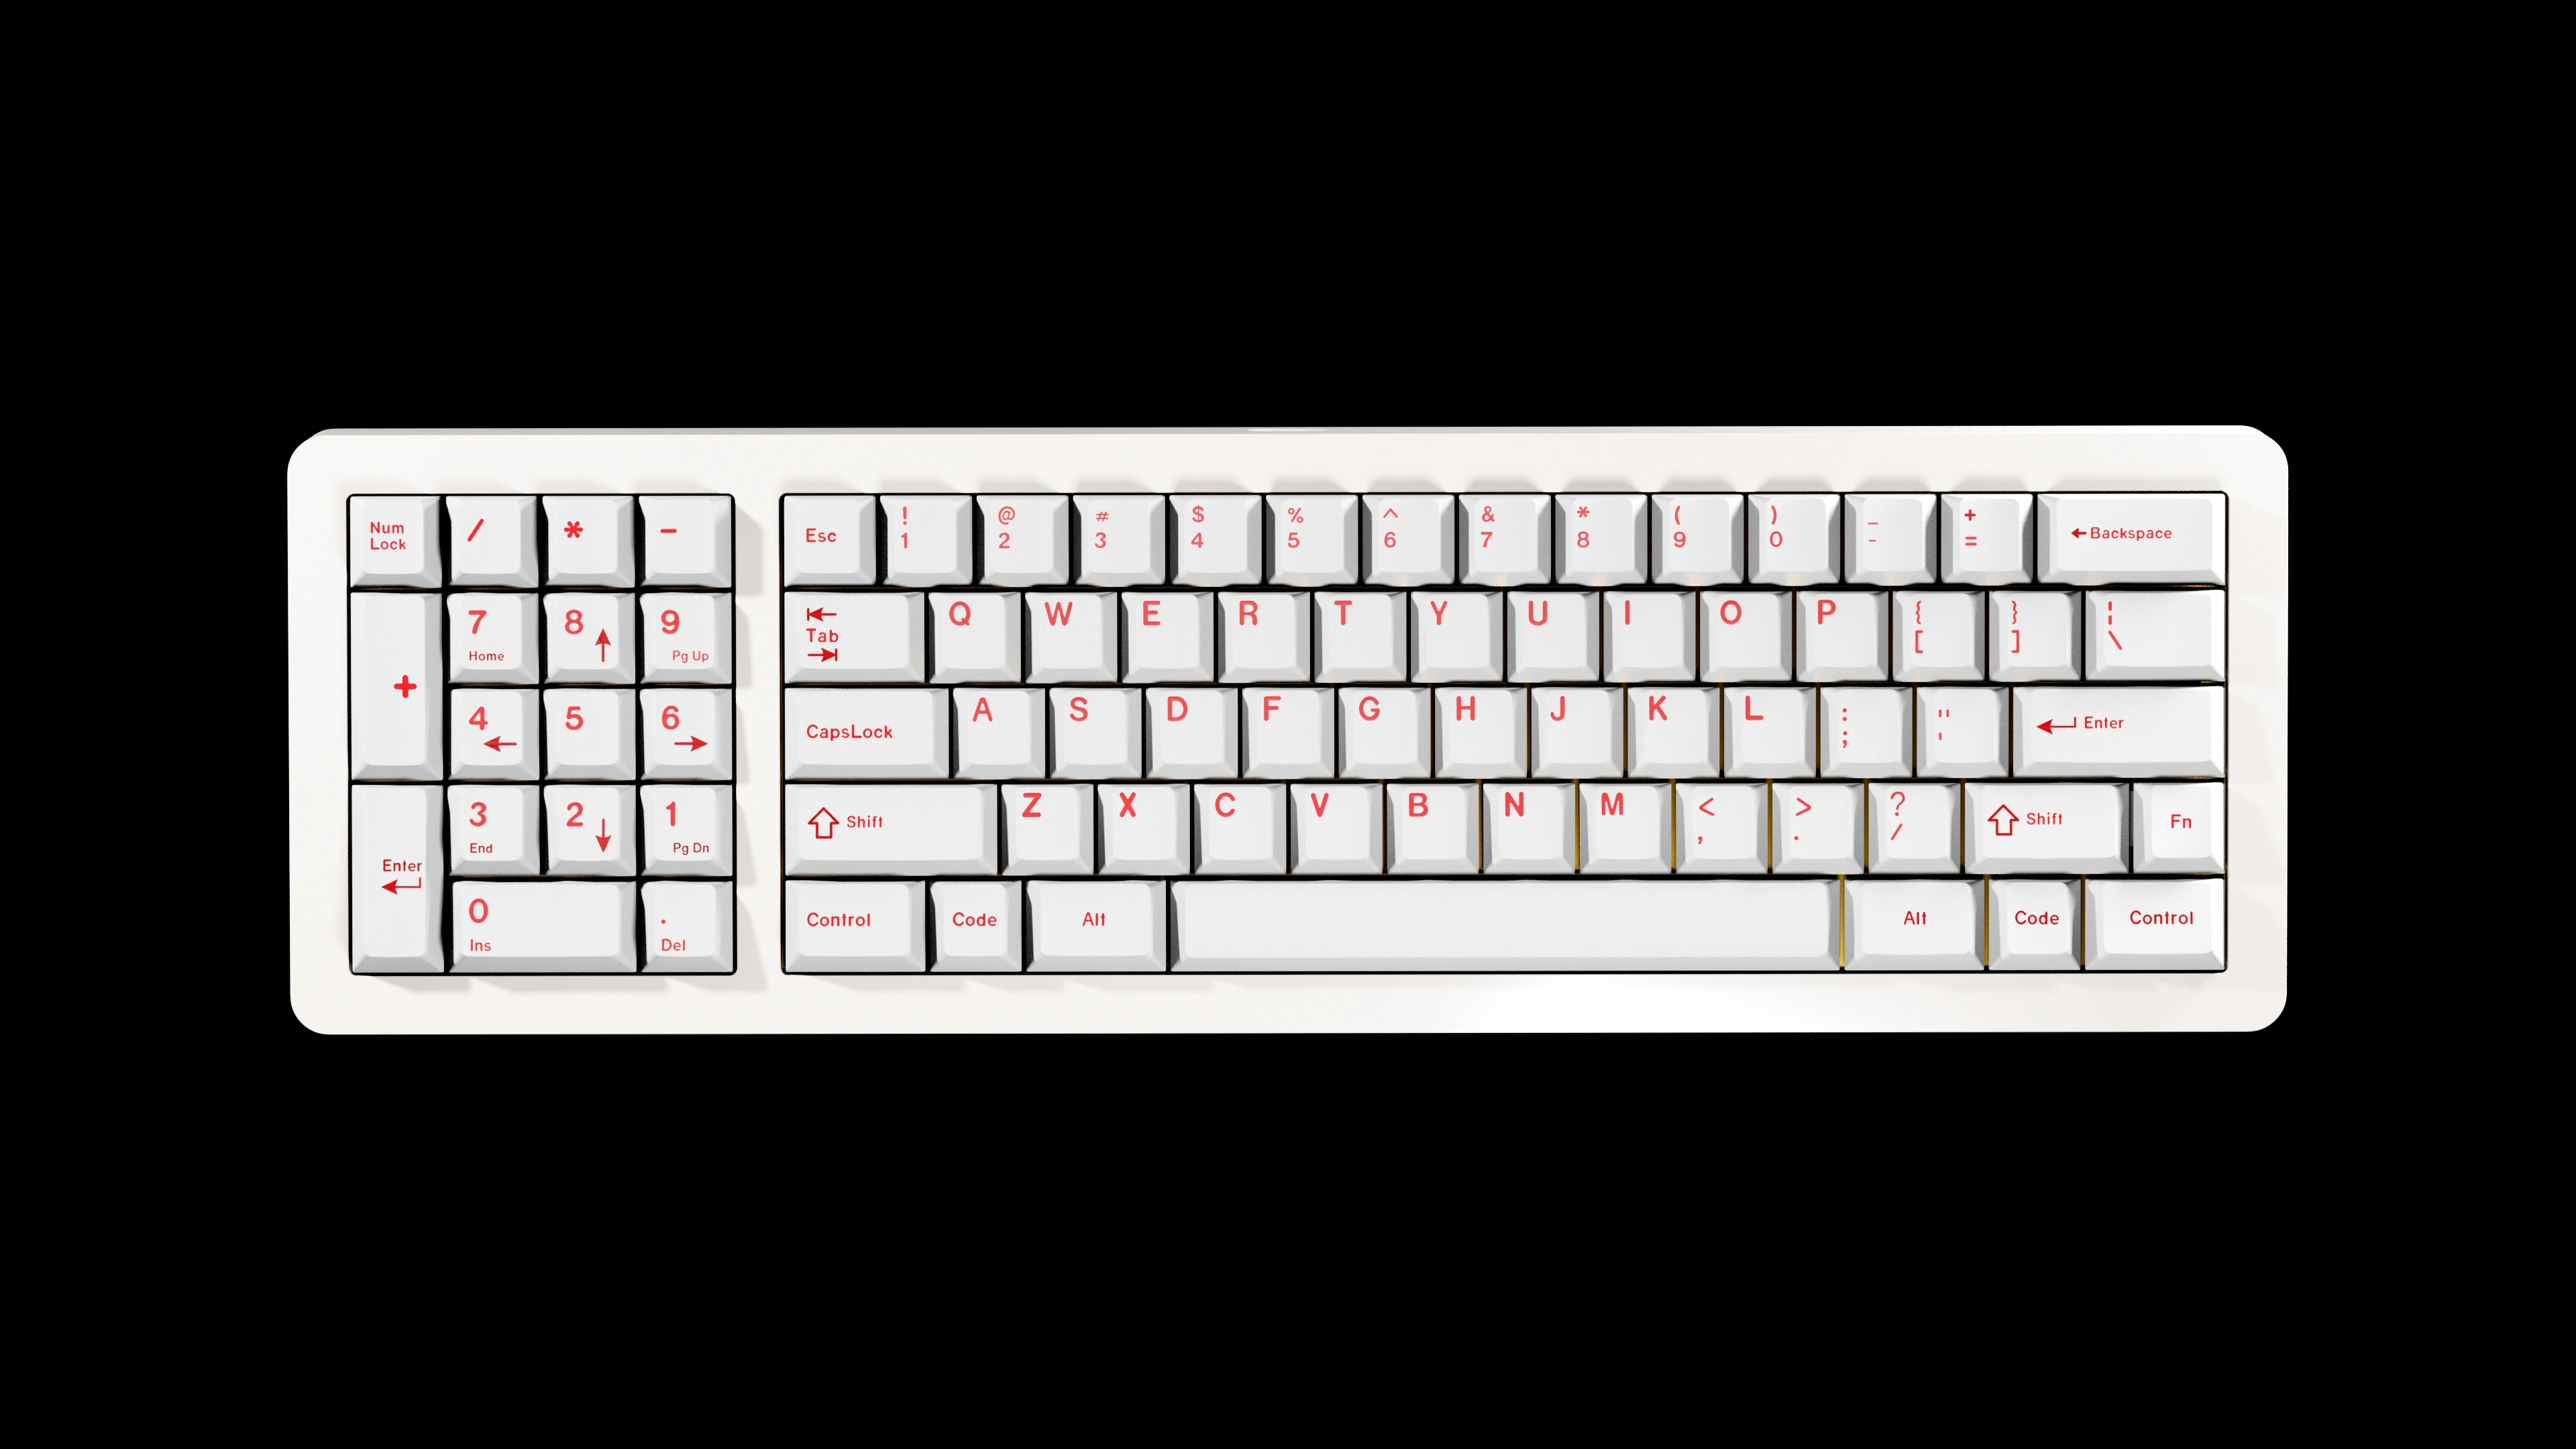 Num Lock / * -
7 Home 8 ↑ 9 Pg Up
+
4 ← 5 6 →
3 End 2 ↓ 1 Pg Dn
Enter ↵
0 Ins . Del
Esc ! 1 @ 2 # 3 $ 4 % 5 ^ 6 & 7 * 8 ( 9 ) 0 _ - + = ← Backspace
⇤ Tab ⇥ Q W E R T Y U I O P { [ } ] ¦ \
CapsLock A S D F G H J K L : ; " ' ↵ Enter
⇧ Shift Z X C V B N M < , > . ? / ⇧ Shift Fn
Control Code Alt Alt Code Control